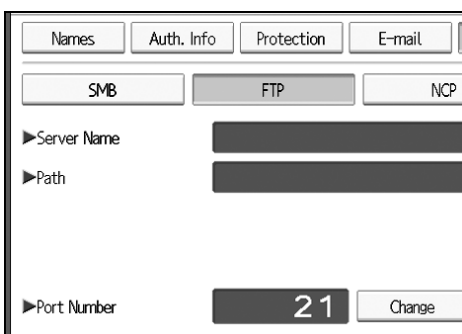 Names Auth. Info Protection E-mail
SMB FTP NCP
▶Server Name
▶Path
▶Port Number 21 Change